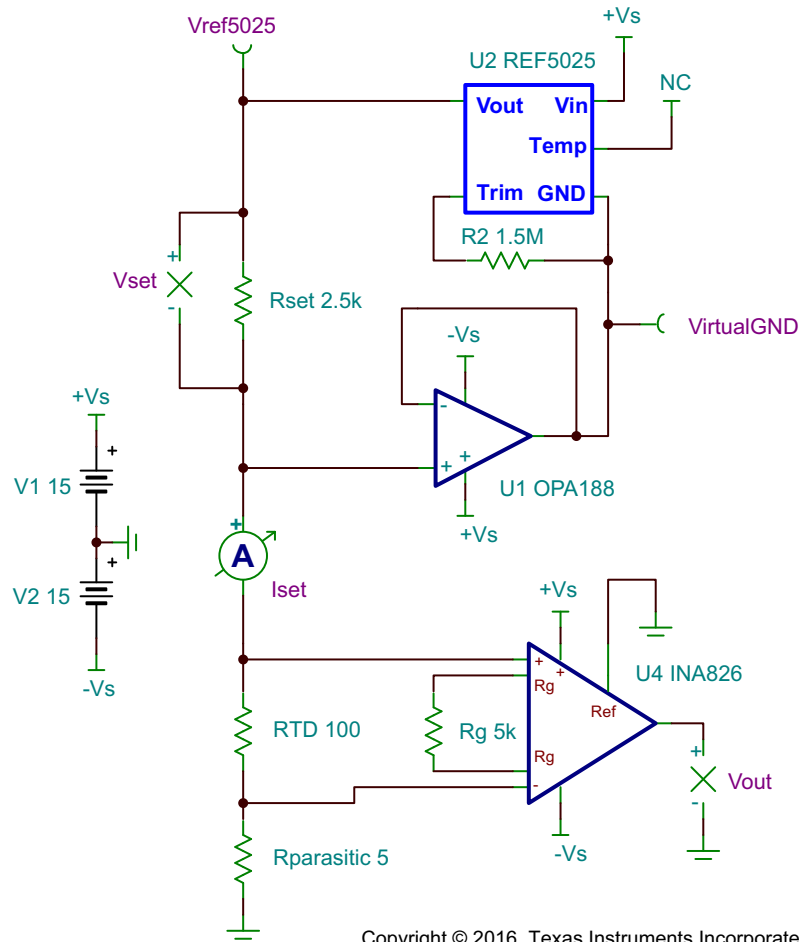 Vref5025
+Vs
U2 REF5025
NC
Vout Vin
Temp
Trim GND
R2 1.5M
+
Vset
-
Rset 2.5k
VirtualGND
-Vs
+Vs
-
+
+
U1 OPA188
+Vs
+
V1 15
+
V2 15
-Vs
+
A
Iset
+Vs
+
+
Rg
U4 INA826
Ref
RTD 100
Rg 5k
Rg
-
+
Vout
-
-Vs
Rparasitic 5
Copyright © 2016, Texas Instruments Incorporate